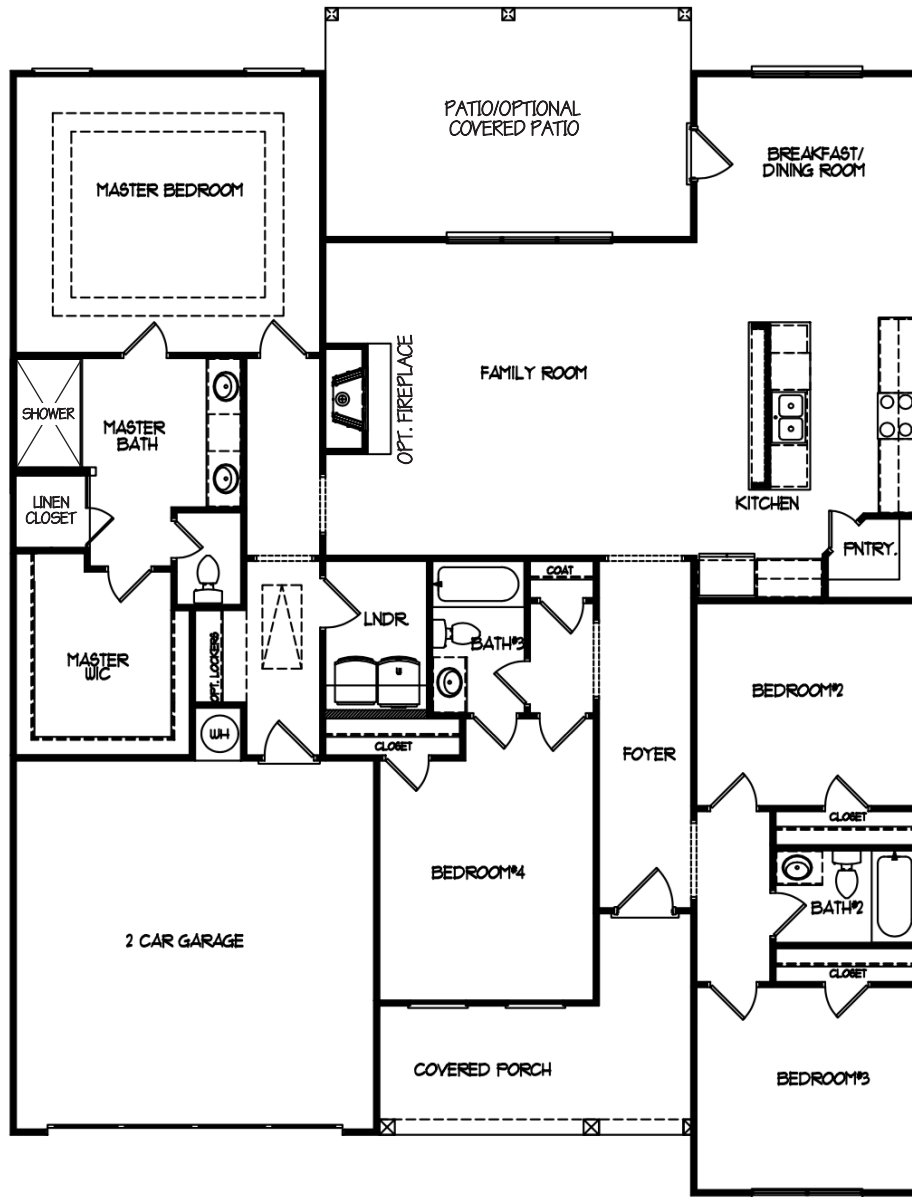 PATIO/OPTIONAL
COVERED PATIO
BREAKFAST/
DINING ROOM
MASTER BEDROOM
OPT. FIREPLACE
FAMILY ROOM
SHOWER
MASTER
BATH
LINEN
CLOSET
KITCHEN
PNTRY.
COAT
LNDR.
BATH#3
MASTER
WIC
OPT. LOCKERS
BEDROOM#2
WH
CLOSET
FOYER
CLOSET
BEDROOM#4
BATH#2
2 CAR GARAGE
CLOSET
COVERED PORCH
BEDROOM#3